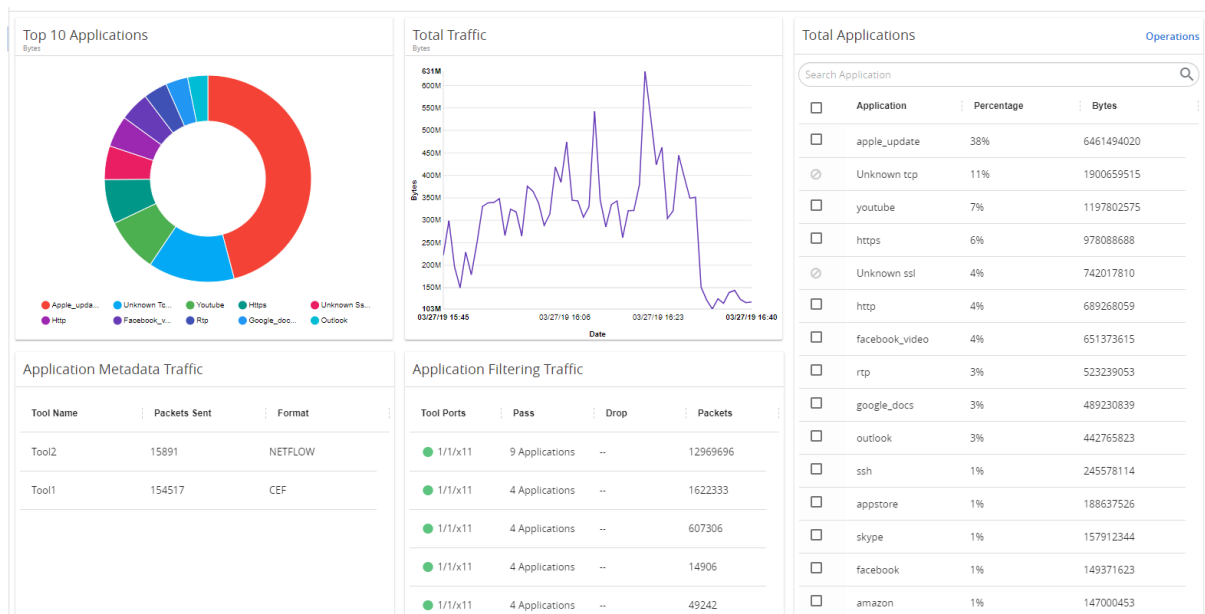 Top 10 Applications
Bytes
Apple_upda... Unknown Tc... Youtube Https Unknown Ss...
Http Facebook_v... Rtp Google_doc... Outlook
Total Traffic
Bytes
631M
600M
550M
500M
450M
400M
350M
300M
250M
200M
150M
103M
Bytes
03/27/19 15:45 03/27/19 16:06 03/27/19 16:23 03/27/19 16:40
Date
Total Applications Operations
Search Application
Application Percentage Bytes
apple_update 38% 6461494020
Unknown tcp 11% 1900659515
youtube 7% 1197802575
https 6% 978088688
Unknown ssl 4% 742017810
http 4% 689268059
facebook_video 4% 651373615
rtp 3% 523239053
google_docs 3% 489230839
outlook 3% 442765823
ssh 1% 245578114
appstore 1% 188637526
skype 1% 157912344
facebook 1% 149371623
amazon 1% 147000453
Application Metadata Traffic
Tool Name Packets Sent Format
Tool2 15891 NETFLOW
Tool1 154517 CEF
Application Filtering Traffic
Tool Ports Pass Drop Packets
1/1/x11 9 Applications -- 12969696
1/1/x11 4 Applications -- 1622333
1/1/x11 4 Applications -- 607306
1/1/x11 4 Applications -- 14906
1/1/x11 4 Applications -- 49242